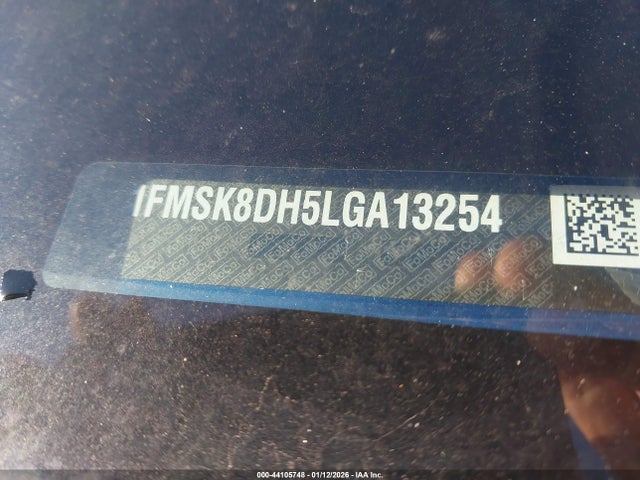 1FMSK8DH5LGA13254
000-44105748 - 01/12/2026 - IAA Inc.